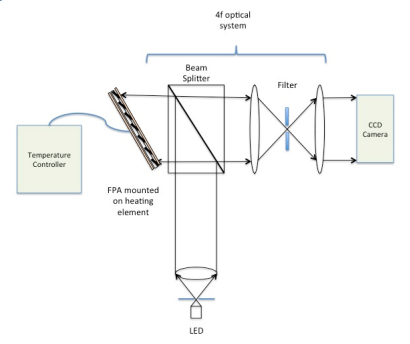 4f optical
system
Beam
Splitter
Filter
CCD
Camera
Temperature
Controller
FPA mounted
on heating
element
LED